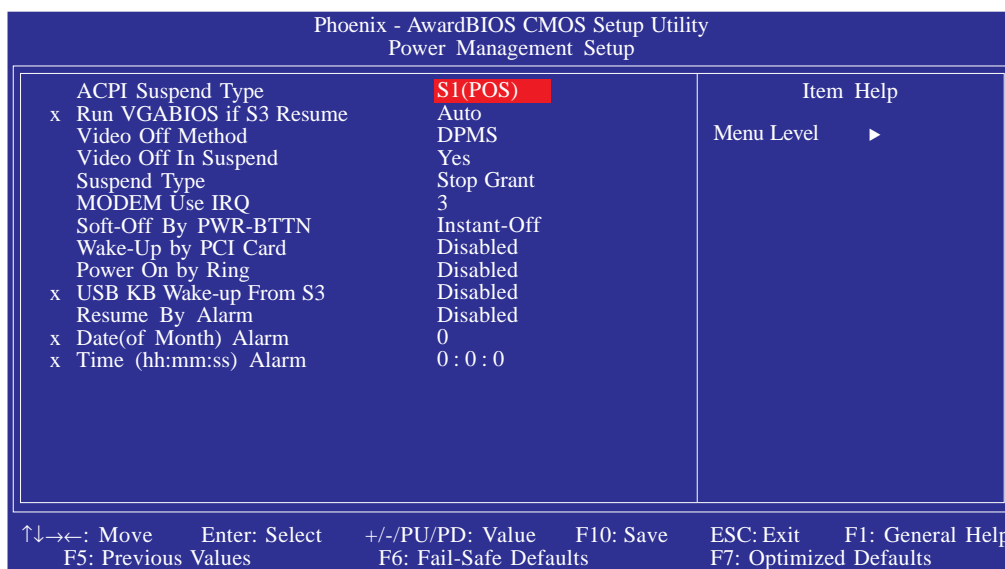 Phoenix - AwardBIOS CMOS Setup Utility
Power Management Setup
ACPI Suspend Type S1(POS)
x Run VGABIOS if S3 Resume Auto
Video Off Method DPMS
Video Off In Suspend Yes
Suspend Type Stop Grant
MODEM Use IRQ 3
Soft-Off By PWR-BTTN Instant-Off
Wake-Up by PCI Card Disabled
Power On by Ring Disabled
x USB KB Wake-up From S3 Disabled
Resume By Alarm Disabled
x Date(of Month) Alarm 0
x Time (hh:mm:ss) Alarm 0 : 0 : 0
Item Help
Menu Level ►
↑↓→←: Move Enter: Select +/-/PU/PD: Value F10: Save ESC: Exit F1: General Help
F5: Previous Values F6: Fail-Safe Defaults F7: Optimized Defaults